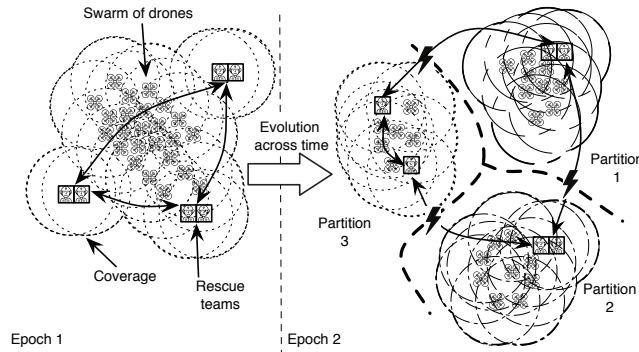 Swarm of drones
Evolution
across time
Partition
1
Partition
3
Coverage
Rescue
teams
Partition
2
Epoch 1
Epoch 2